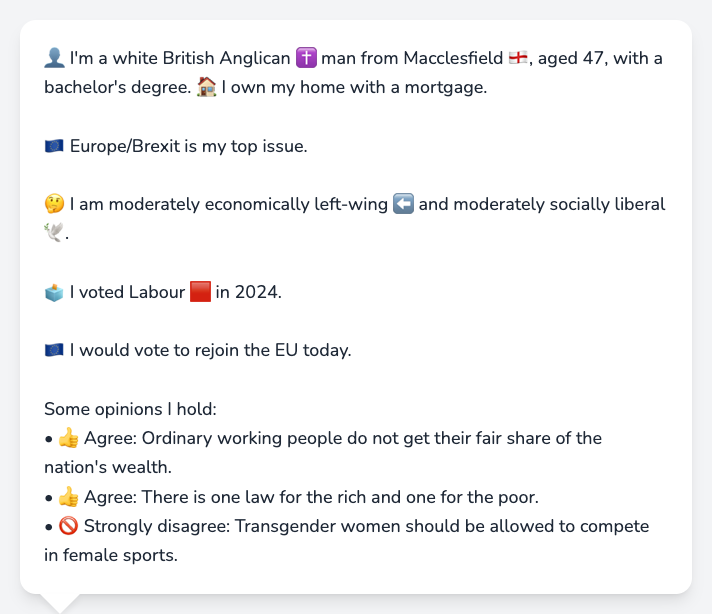 👤 I'm a white British Anglican ✝️ man from Macclesfield 🏴󠁧󠁢󠁥󠁮󠁧󠁿, aged 47, with a
bachelor's degree. 🏠 I own my home with a mortgage.
🇪🇺 Europe/Brexit is my top issue.
🤔 I am moderately economically left-wing ⬅️ and moderately socially liberal
🕊️.
🗳️ I voted Labour 🟥 in 2024.
🇪🇺 I would vote to rejoin the EU today.
Some opinions I hold:
• 👍 Agree: Ordinary working people do not get their fair share of the
nation's wealth.
• 👍 Agree: There is one law for the rich and one for the poor.
• 🚫 Strongly disagree: Transgender women should be allowed to compete
in female sports.